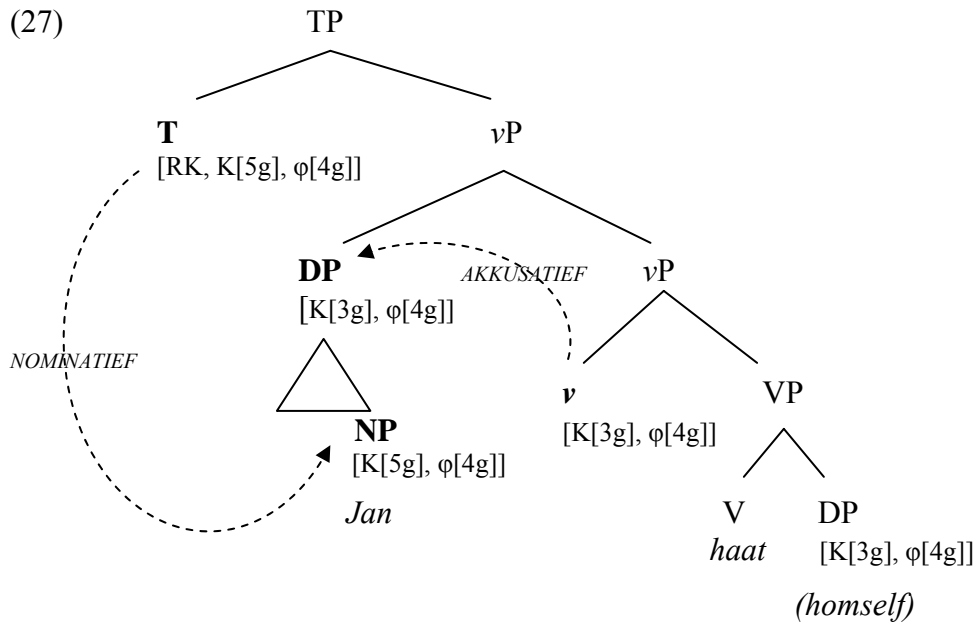 (27) TP
T vP
[RK, K[5g], φ[4g]]
DP AKKUSATIEF vP
[K[3g], φ[4g]]
NOMINATIEF v VP
NP [K[3g], φ[4g]]
[K[5g], φ[4g]]
Jan V DP
haat [K[3g], φ[4g]]
(homself)